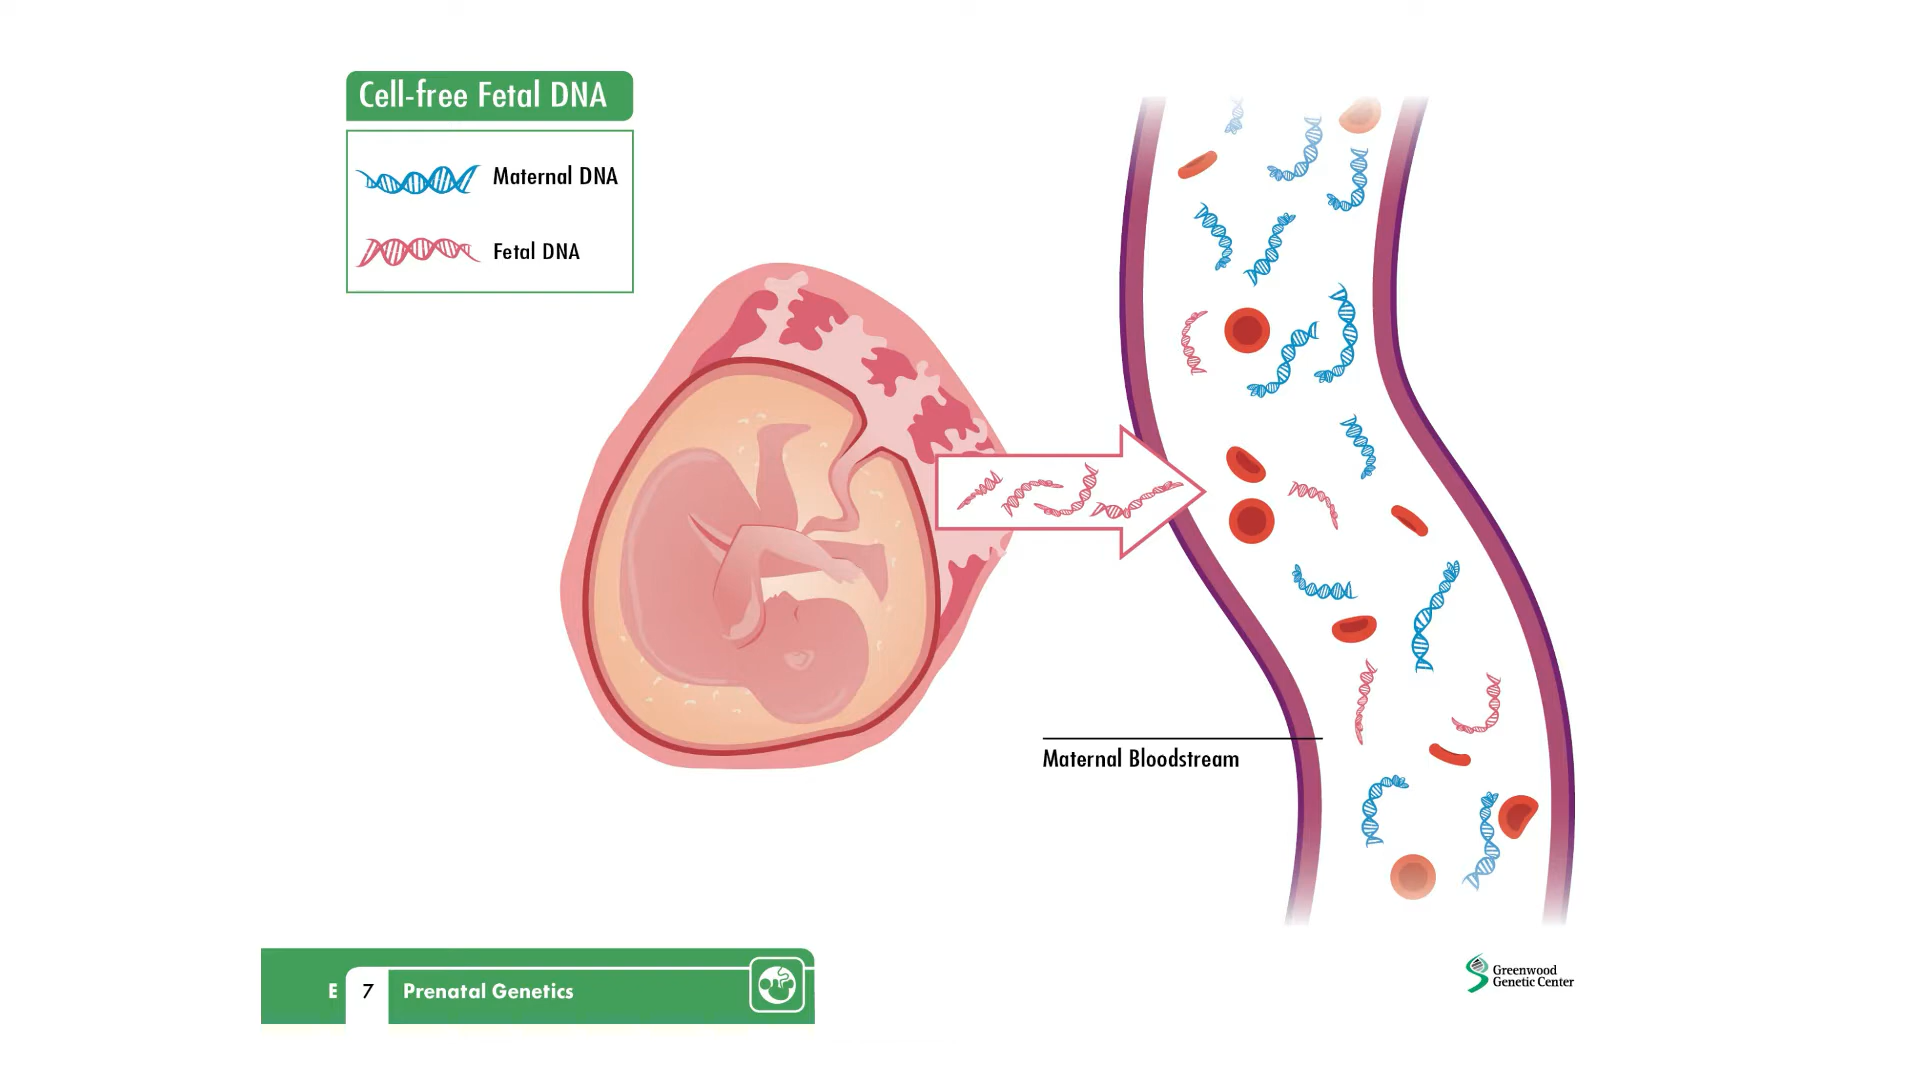 Cell-free Fetal DNA
Maternal DNA
Fetal DNA
Maternal Bloodstream
E 7 Prenatal Genetics
Greenwood
Genetic Center